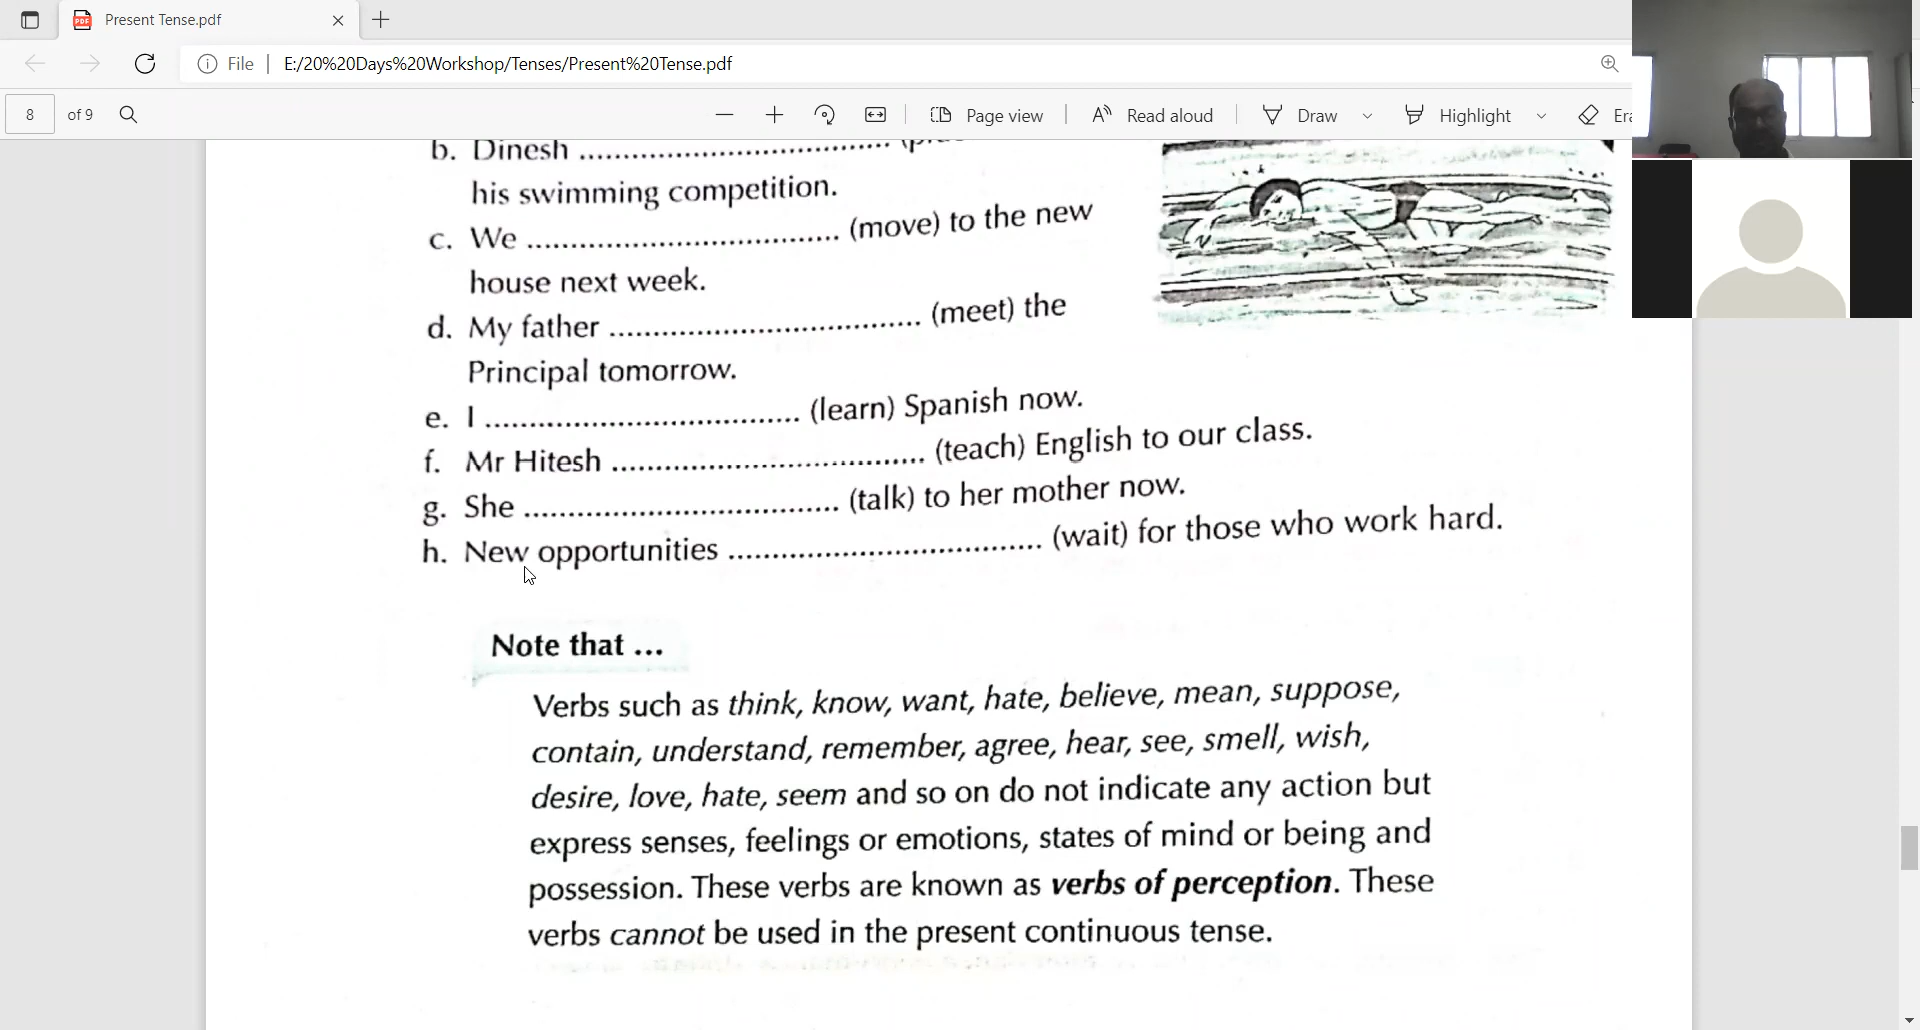 Present Tense.pdf
File | E:/20%20Days%20Workshop/Tenses/Present%20Tense.pdf
8 of 9
Page view
Read aloud
Draw
Highlight
b. Dinesh ....................................
his swimming competition.
c. We .................................... (move) to the new
house next week.
d. My father .................................... (meet) the
Principal tomorrow.
e. I .................................... (learn) Spanish now.
f. Mr Hitesh .................................... (teach) English to our class.
g. She .................................... (talk) to her mother now.
h. New opportunities .................................... (wait) for those who work hard.
Note that ...
Verbs such as think, know, want, hate, believe, mean, suppose,
contain, understand, remember, agree, hear, see, smell, wish,
desire, love, hate, seem and so on do not indicate any action but
express senses, feelings or emotions, states of mind or being and
possession. These verbs are known as verbs of perception. These
verbs cannot be used in the present continuous tense.